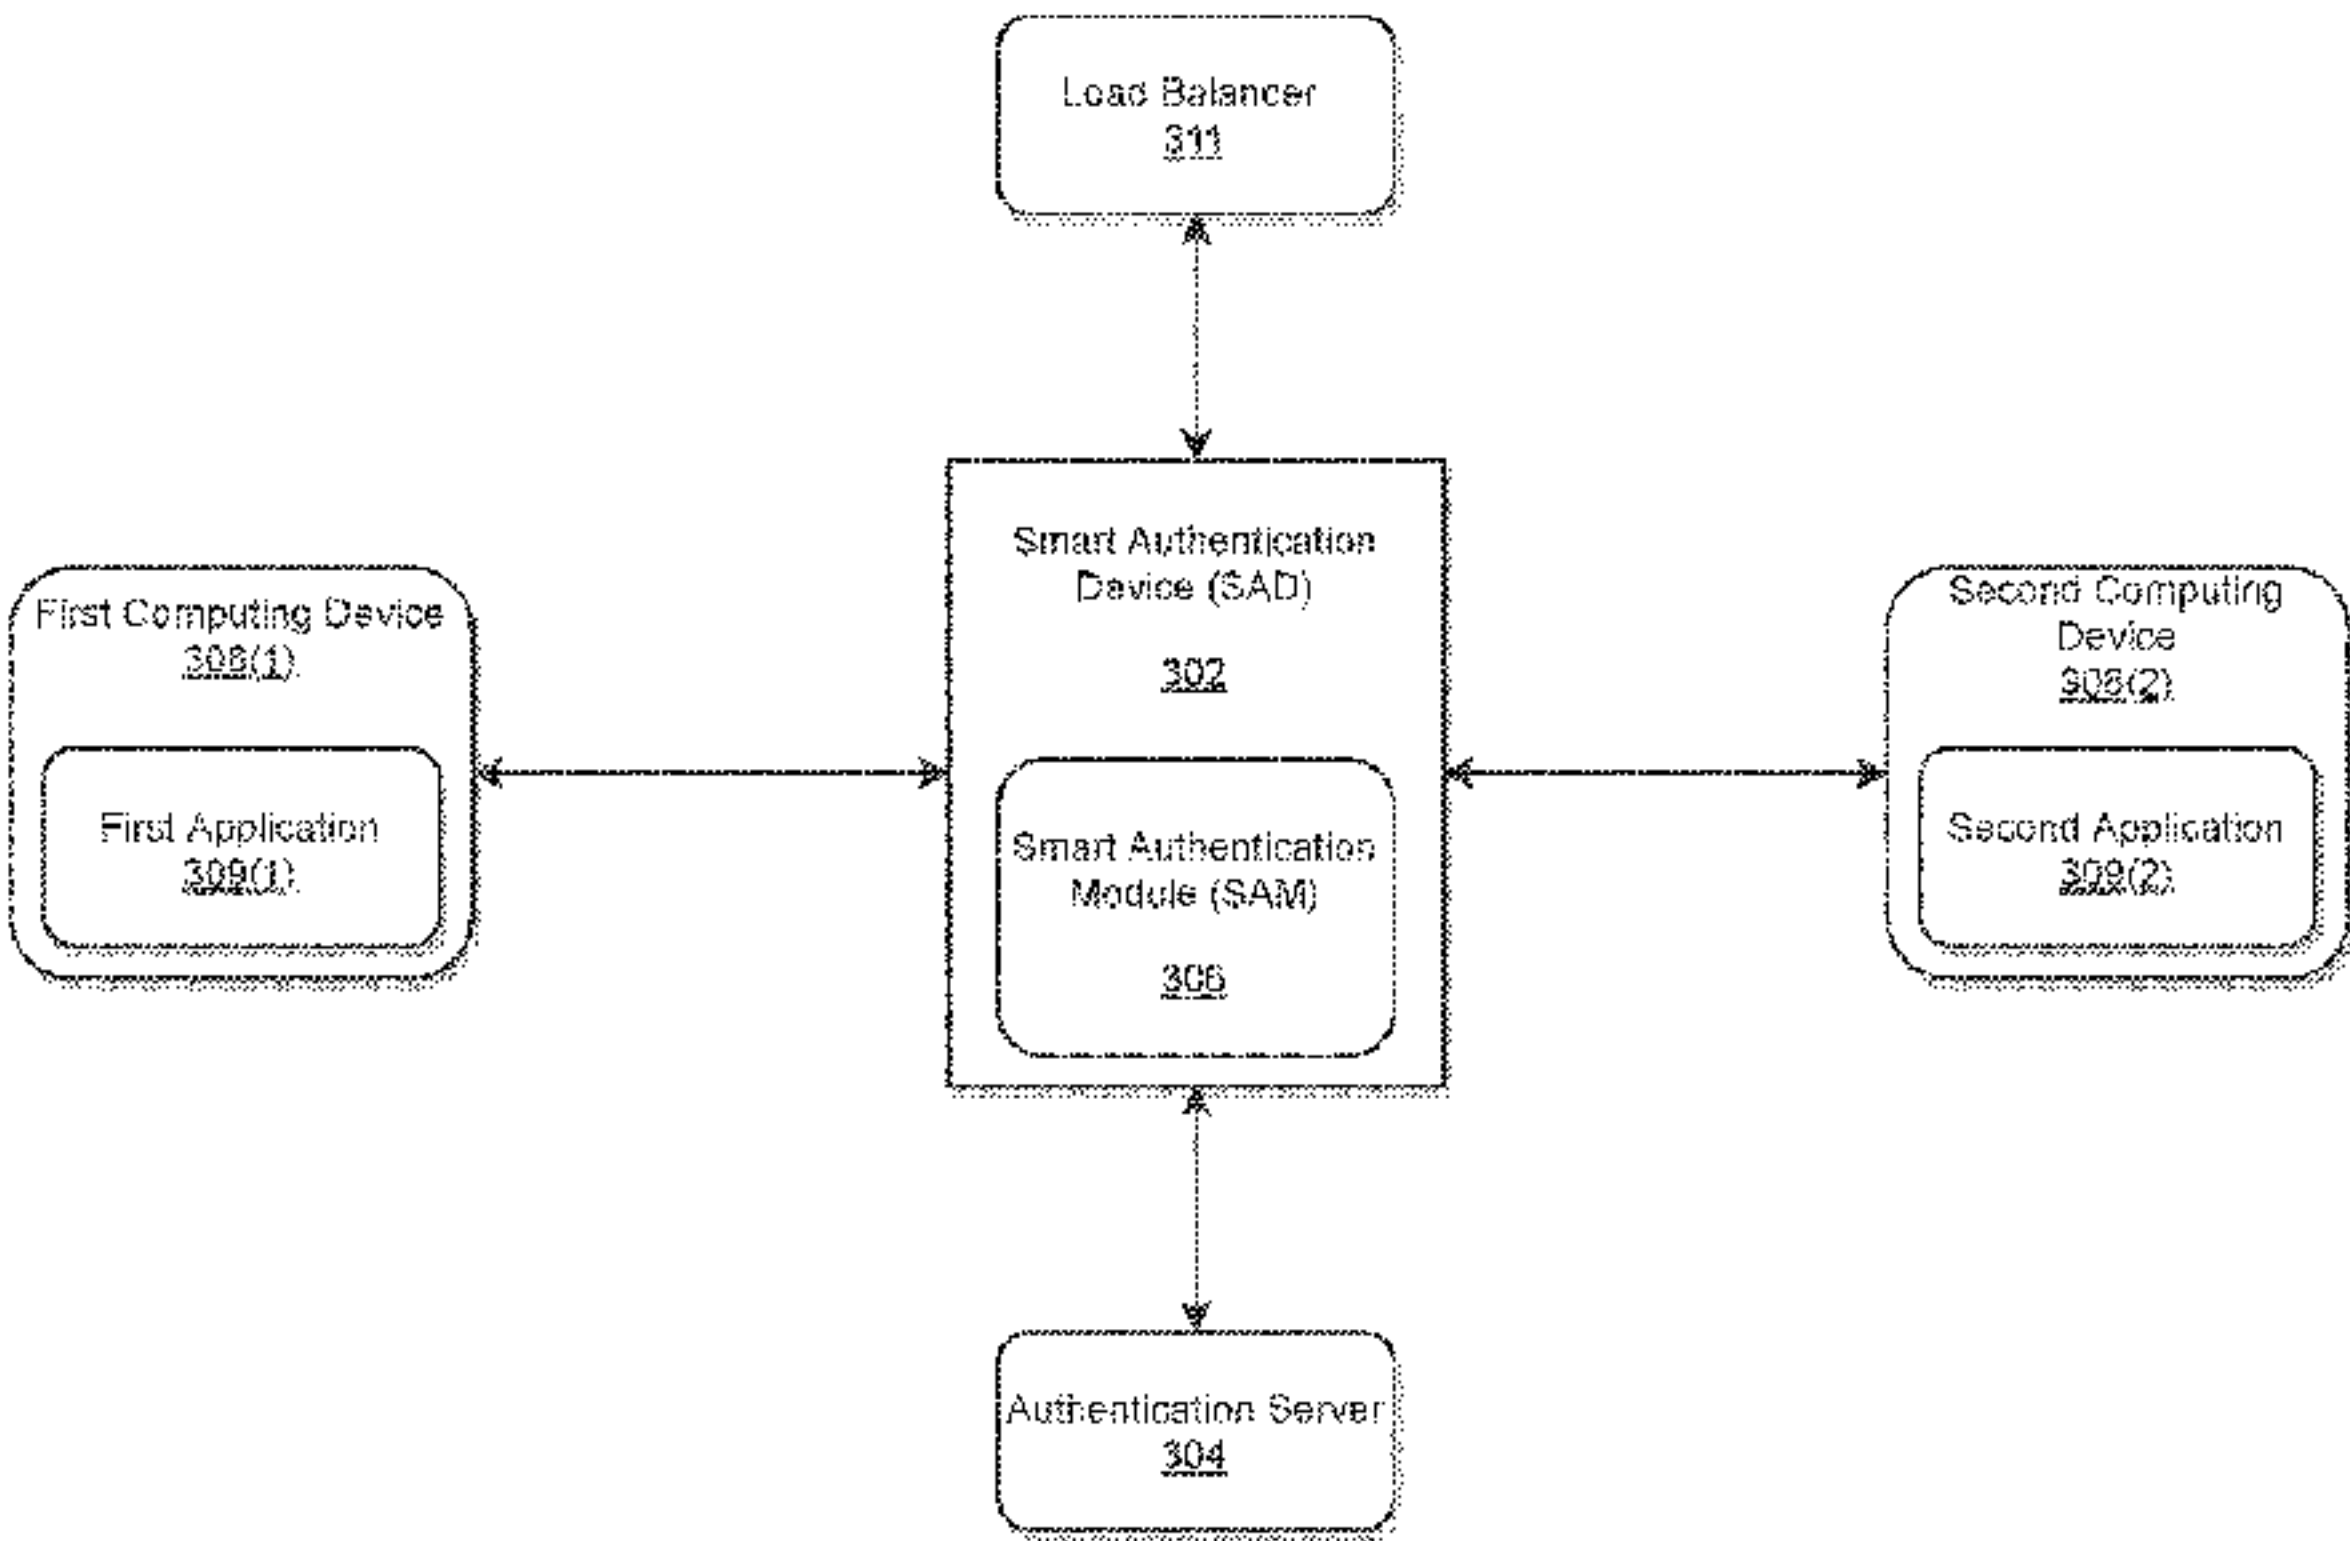 Load Balancer
311
Smart Authentication
Device (SAD)
302
First Computing Device
308(1)
First Application
309(1)
Smart Authentication
Module (SAM)
306
Second Computing
Device
308(2)
Second Application
309(2)
Authentication Server
304